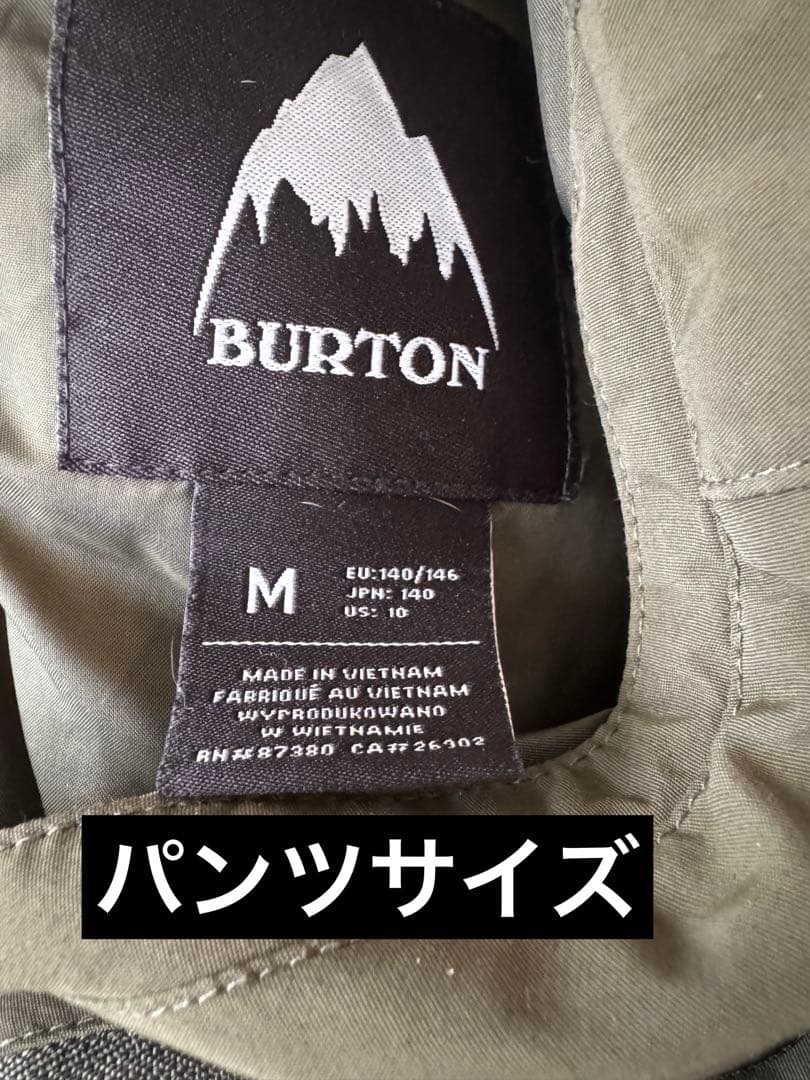 BURTON
M
EU:140/146
JPN: 140
US: 10
MADE IN VIETNAM
FABRIQUÉ AU VIETNAM
WYPRODUKOWANO
W WIETNAMIE
RN#87380 CA#26302
パンツサイズ